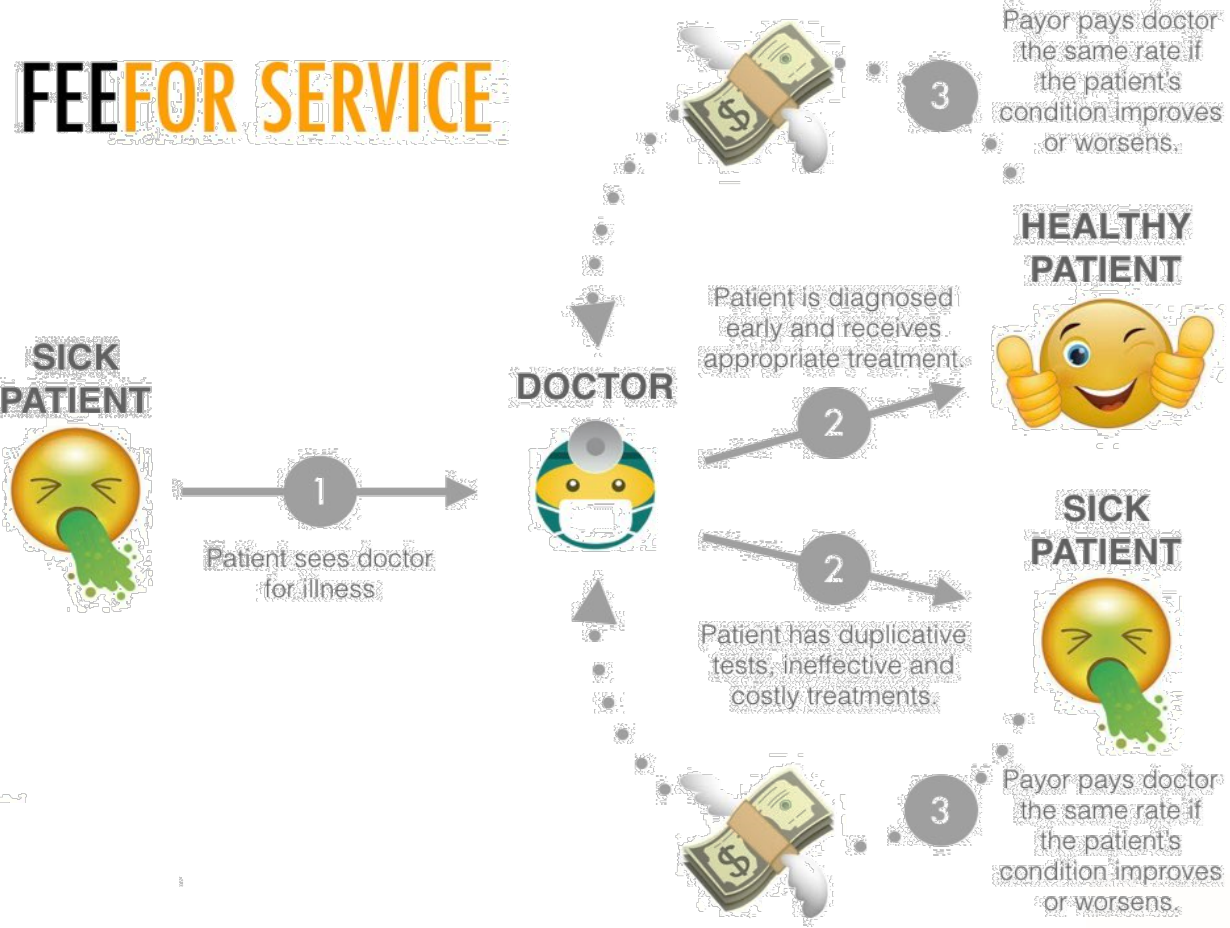 FEEFOR SERVICE
3
Payor pays doctor
the same rate if
the patient's
condition improves
or worsens.
HEALTHY
PATIENT
Patient is diagnosed
early and receives
appropriate treatment.
2
SICK
PATIENT
1
Patient sees doctor
for illness
DOCTOR
2
Patient has duplicative
tests, ineffective and
costly treatments.
SICK
PATIENT
3
Payor pays doctor
the same rate if
the patient's
condition improves
or worsens.
$
$